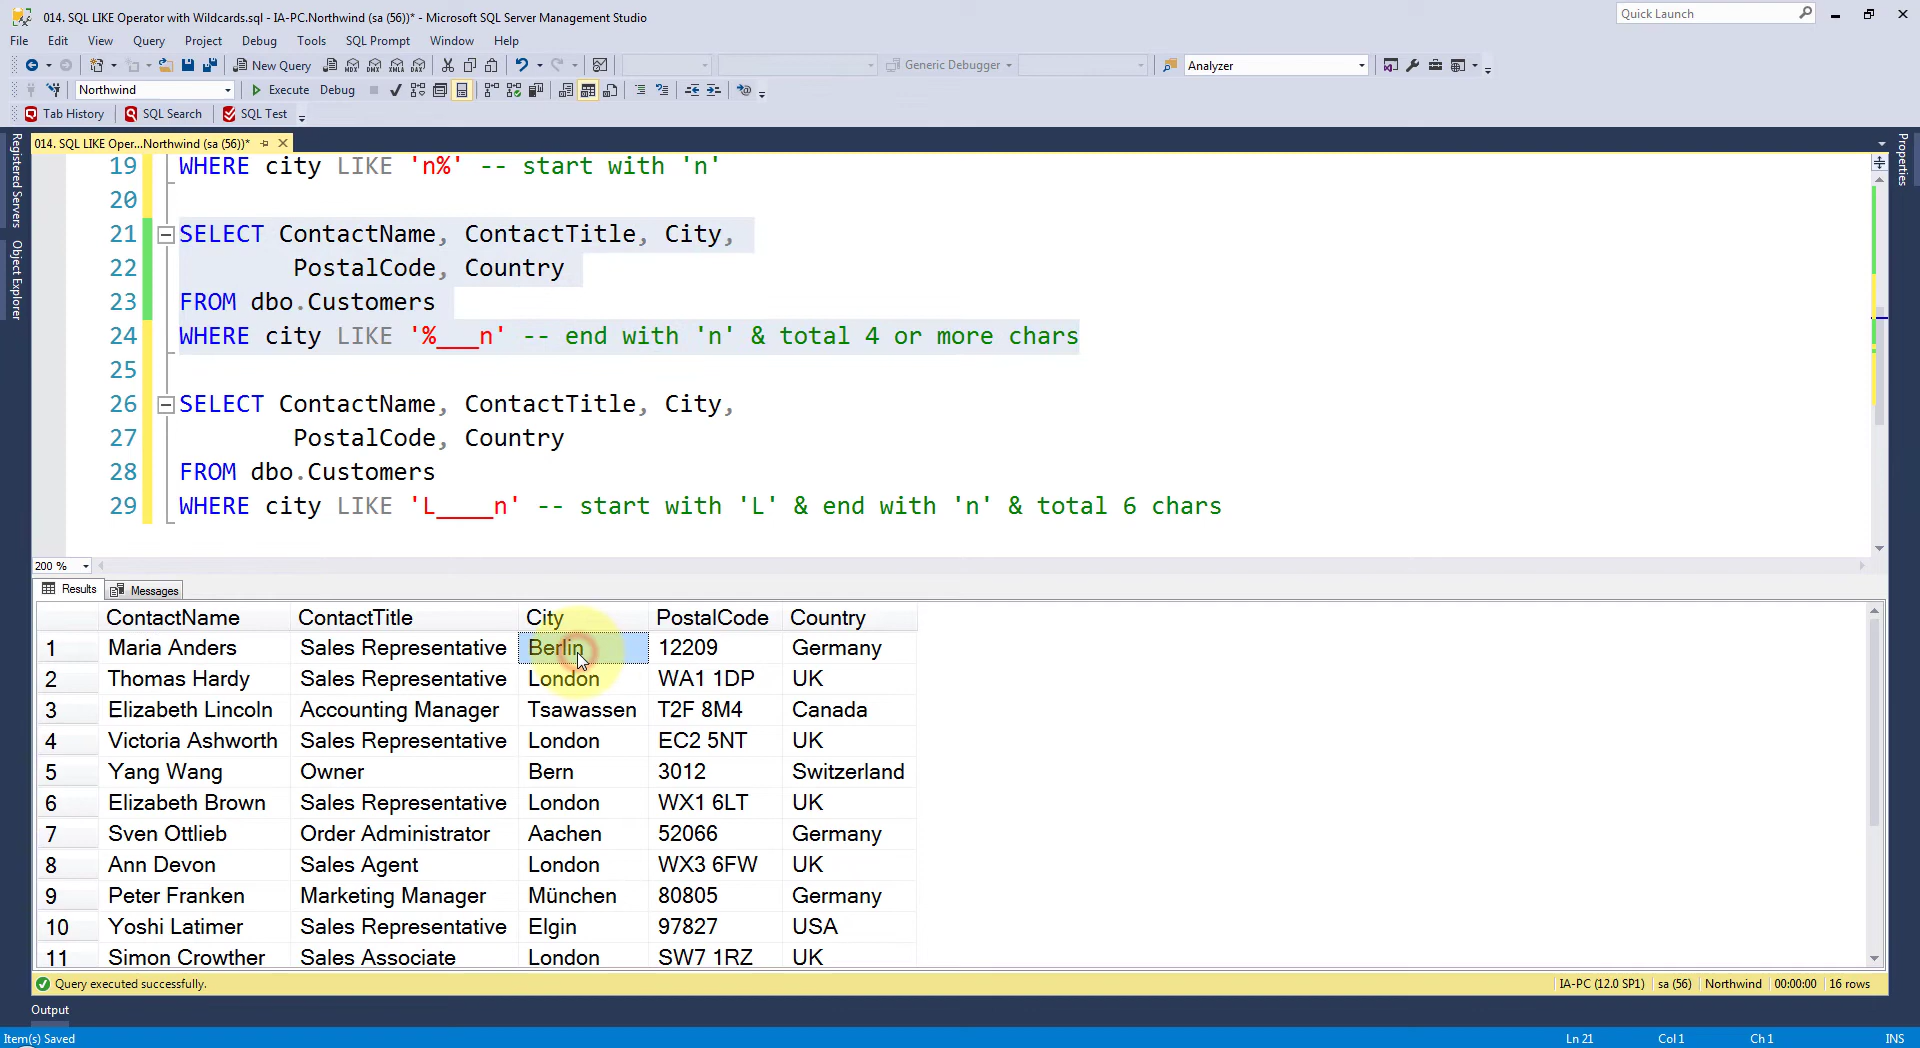 014. SQL LIKE Operator with Wildcards.sql - IA-PC.Northwind (sa (56))* - Microsoft SQL Server Management Studio
Quick Launch
File Edit View Query Project Debug Tools SQL Prompt Window Help
New Query
Generic Debugger
Analyzer
Northwind
Execute Debug
Tab History SQL Search SQL Test
014. SQL LIKE Oper...Northwind (sa (56))*
Registered Servers
Object Explorer
Properties
19 WHERE city LIKE 'n%' -- start with 'n'
20
21 SELECT ContactName, ContactTitle, City,
22 PostalCode, Country
23 FROM dbo.Customers
24 WHERE city LIKE '%___n' -- end with 'n' & total 4 or more chars
25
26 SELECT ContactName, ContactTitle, City,
27 PostalCode, Country
28 FROM dbo.Customers
29 WHERE city LIKE 'L____n' -- start with 'L' & end with 'n' & total 6 chars
200 %
Results Messages
ContactName ContactTitle City PostalCode Country
1 Maria Anders Sales Representative Berlin 12209 Germany
2 Thomas Hardy Sales Representative London WA1 1DP UK
3 Elizabeth Lincoln Accounting Manager Tsawassen T2F 8M4 Canada
4 Victoria Ashworth Sales Representative London EC2 5NT UK
5 Yang Wang Owner Bern 3012 Switzerland
6 Elizabeth Brown Sales Representative London WX1 6LT UK
7 Sven Ottlieb Order Administrator Aachen 52066 Germany
8 Ann Devon Sales Agent London WX3 6FW UK
9 Peter Franken Marketing Manager München 80805 Germany
10 Yoshi Latimer Sales Representative Elgin 97827 USA
11 Simon Crowther Sales Associate London SW7 1RZ UK
Query executed successfully. IA-PC (12.0 SP1) sa (56) Northwind 00:00:00 16 rows
Output
Item(s) Saved Ln 21 Col 1 Ch 1 INS